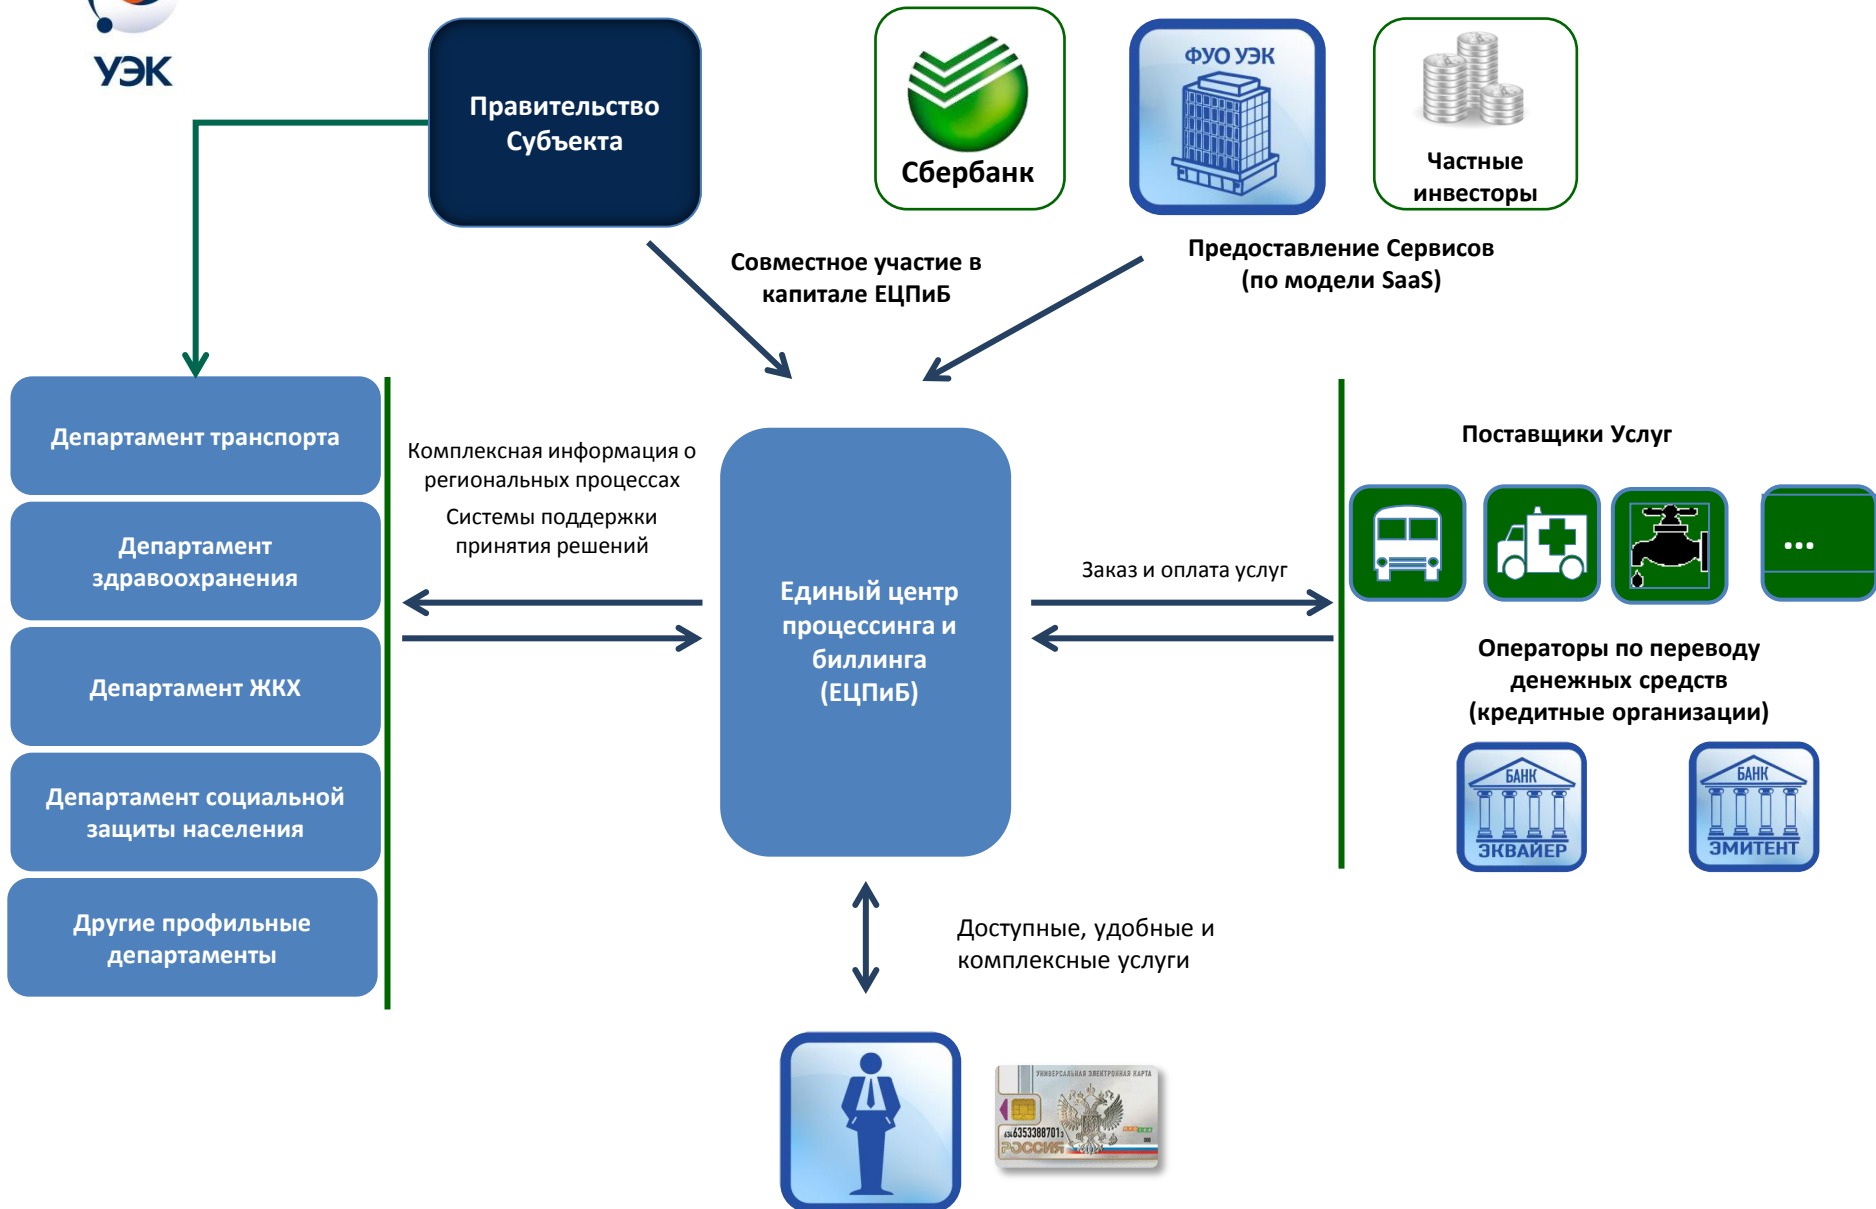 УЭК
Правительство
Субъекта
Сбербанк
ФУО УЭК
Частные
инвесторы
Совместное участие в
капитале ЕЦПиБ
Предоставление Сервисов
(по модели SaaS)
Департамент транспорта
Департамент
здравоохранения
Департамент ЖКХ
Департамент социальной
защиты населения
Другие профильные
департаменты
Комплексная информация о
региональных процессах
Системы поддержки
принятия решений
Единый центр
процессинга и
биллинга
(ЕЦПиБ)
Заказ и оплата услуг
Поставщики Услуг
...
Операторы по переводу
денежных средств
(кредитные организации)
БАНК
ЭКВАЙЕР
БАНК
ЭМИТЕНТ
Доступные, удобные и
комплексные услуги
УНИВЕРСАЛЬНАЯ ЭЛЕКТРОННАЯ КАРТА
РОССИЯ